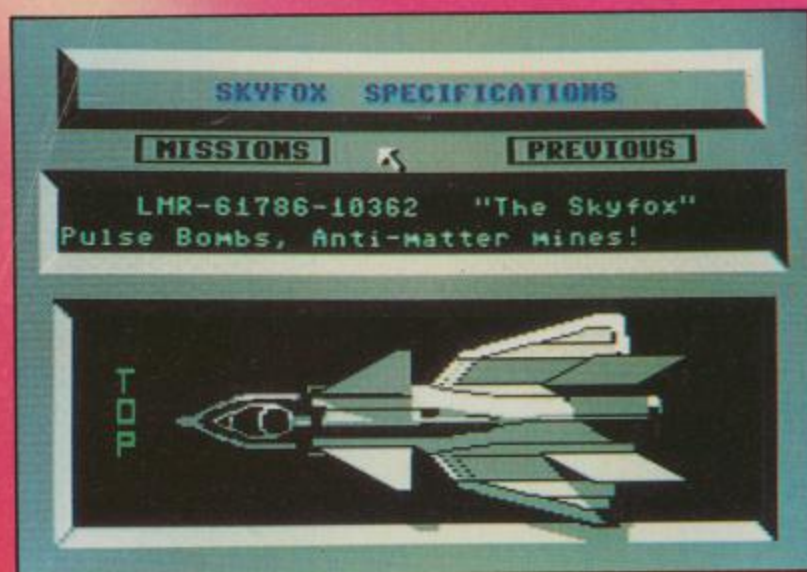 SKYFOX SPECIFICATIONS
MISSIONS PREVIOUS
LMR-61786-10362 "The Skyfox"
Pulse Bombs, Anti-matter mines!
TOP